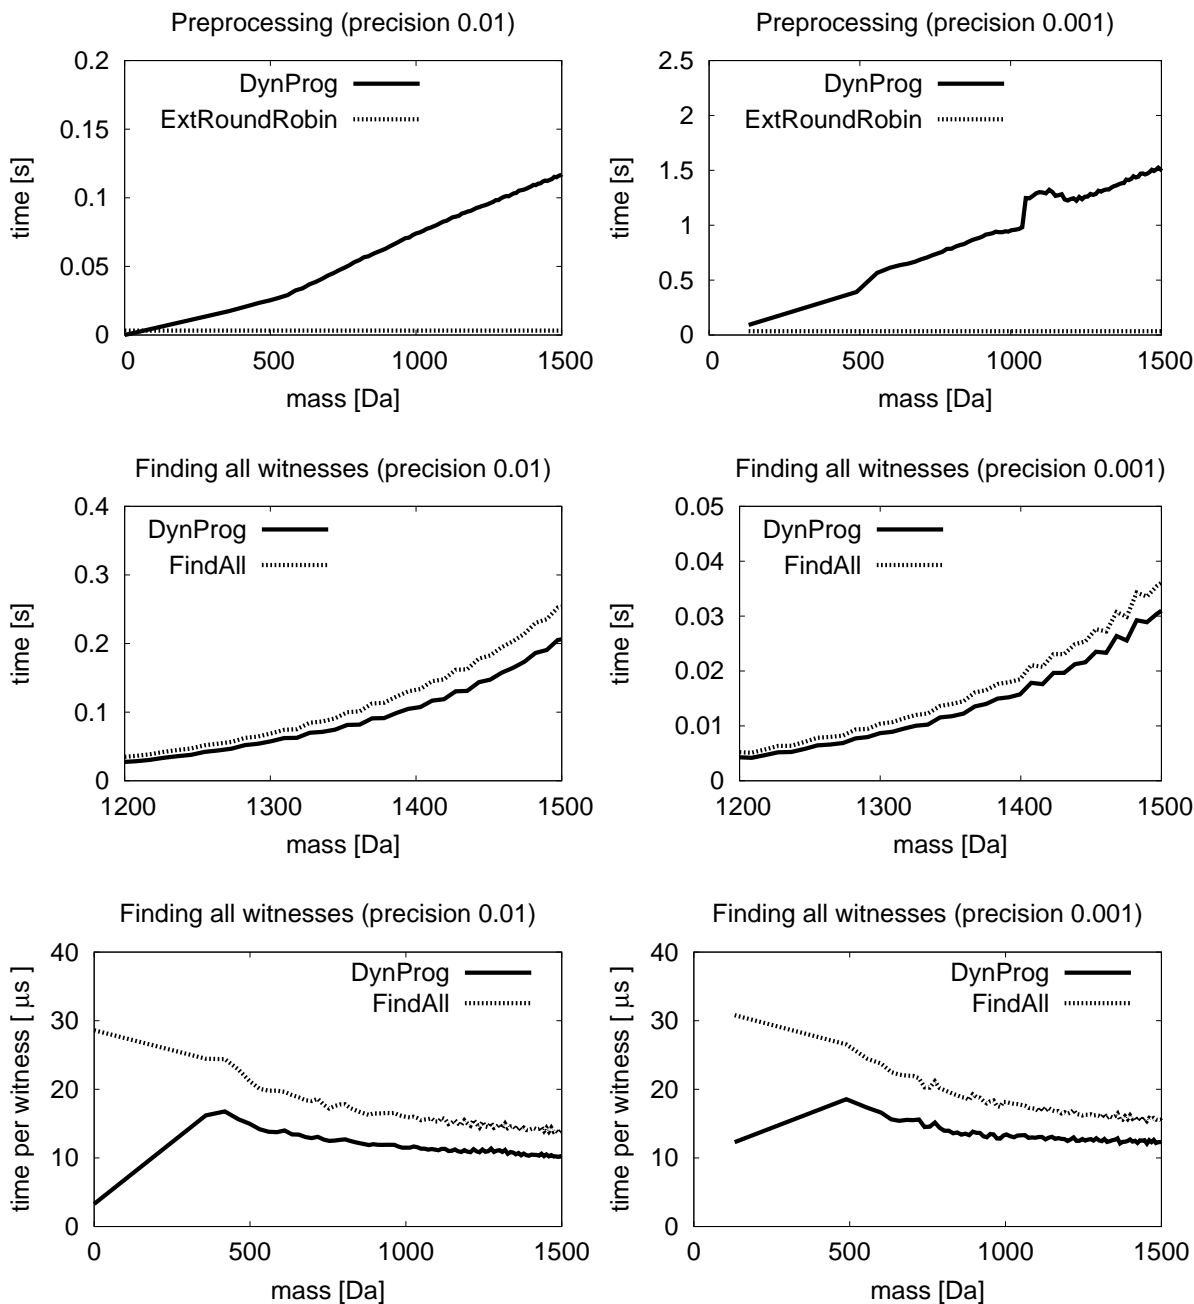 Preprocessing (precision 0.01)
0.2
0.15
0.1
0.05
0
time [s]
DynProg
ExtRoundRobin
0 500 1000 1500
mass [Da]
Preprocessing (precision 0.001)
2.5
2
1.5
1
0.5
0
time [s]
DynProg
ExtRoundRobin
0 500 1000 1500
mass [Da]
Finding all witnesses (precision 0.01)
0.4
0.3
0.2
0.1
0
time [s]
DynProg
FindAll
1200 1300 1400 1500
mass [Da]
Finding all witnesses (precision 0.001)
0.05
0.04
0.03
0.02
0.01
0
time [s]
DynProg
FindAll
1200 1300 1400 1500
mass [Da]
Finding all witnesses (precision 0.01)
40
30
20
10
0
time per witness [ μs ]
DynProg
FindAll
0 500 1000 1500
mass [Da]
Finding all witnesses (precision 0.001)
40
30
20
10
0
time per witness [ μs ]
DynProg
FindAll
0 500 1000 1500
mass [Da]